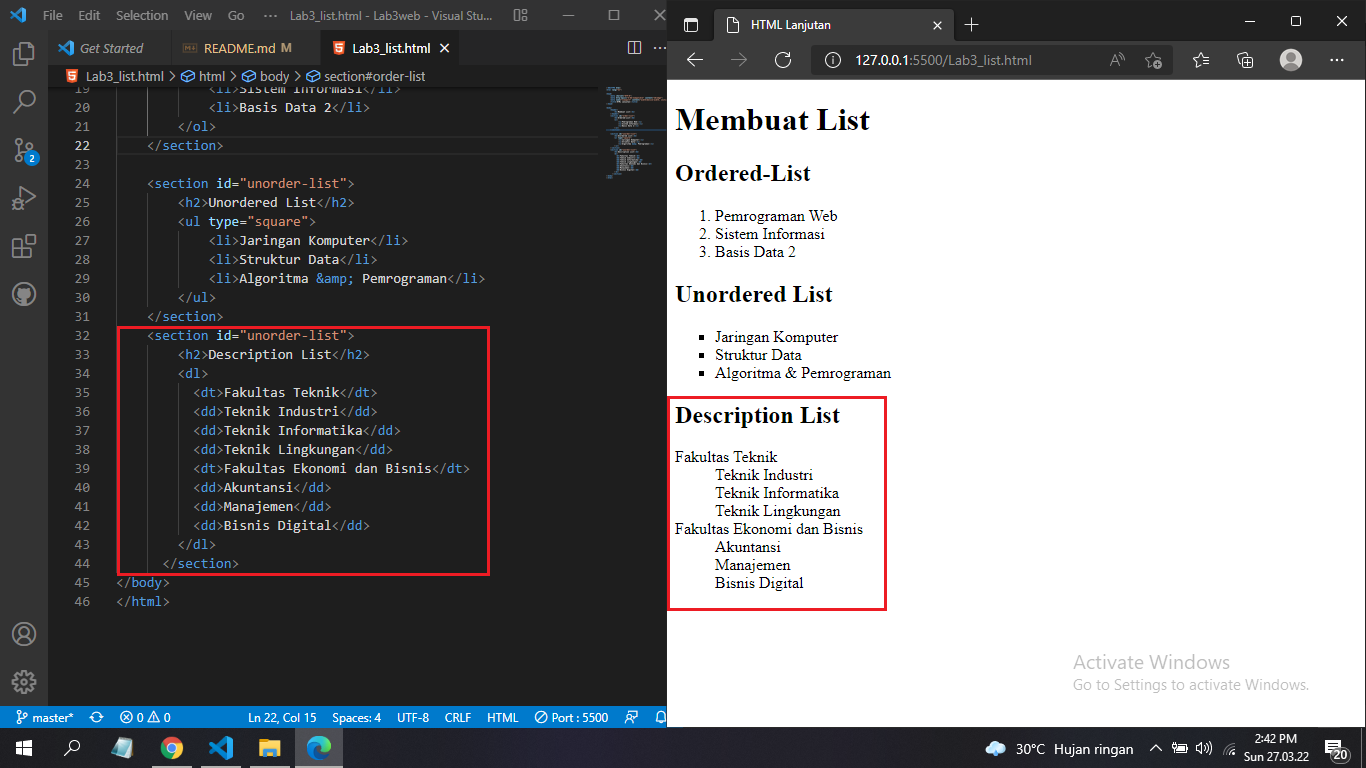 File Edit Selection View Go ··· Lab3_list.html - Lab3web - Visual Stu...
Get Started README.md M Lab3_list.html
Lab3_list.html > html > body > section#order-list
19 <li>Sistem Informasi</li>
20 <li>Basis Data 2</li>
21 </ol>
22 </section>
23
24 <section id="unorder-list">
25 <h2>Unordered List</h2>
26 <ul type="square">
27 <li>Jaringan Komputer</li>
28 <li>Struktur Data</li>
29 <li>Algoritma &amp; Pemrograman</li>
30 </ul>
31 </section>
32 <section id="unorder-list">
33 <h2>Description List</h2>
34 <dl>
35 <dt>Fakultas Teknik</dt>
36 <dd>Teknik Industri</dd>
37 <dd>Teknik Informatika</dd>
38 <dd>Teknik Lingkungan</dd>
39 <dt>Fakultas Ekonomi dan Bisnis</dt>
40 <dd>Akuntansi</dd>
41 <dd>Manajemen</dd>
42 <dd>Bisnis Digital</dd>
43 </dl>
44 </section>
45 </body>
46 </html>
2
master* 0 0 Ln 22, Col 15 Spaces: 4 UTF-8 CRLF HTML Port : 5500
HTML Lanjutan
127.0.0.1:5500/Lab3_list.html
Membuat List
Ordered-List
1. Pemrograman Web
2. Sistem Informasi
3. Basis Data 2
Unordered List
Jaringan Komputer
Struktur Data
Algoritma & Pemrograman
Description List
Fakultas Teknik
Teknik Industri
Teknik Informatika
Teknik Lingkungan
Fakultas Ekonomi dan Bisnis
Akuntansi
Manajemen
Bisnis Digital
Activate Windows
Go to Settings to activate Windows.
30°C Hujan ringan
2:42 PM
Sun 27.03.22
20